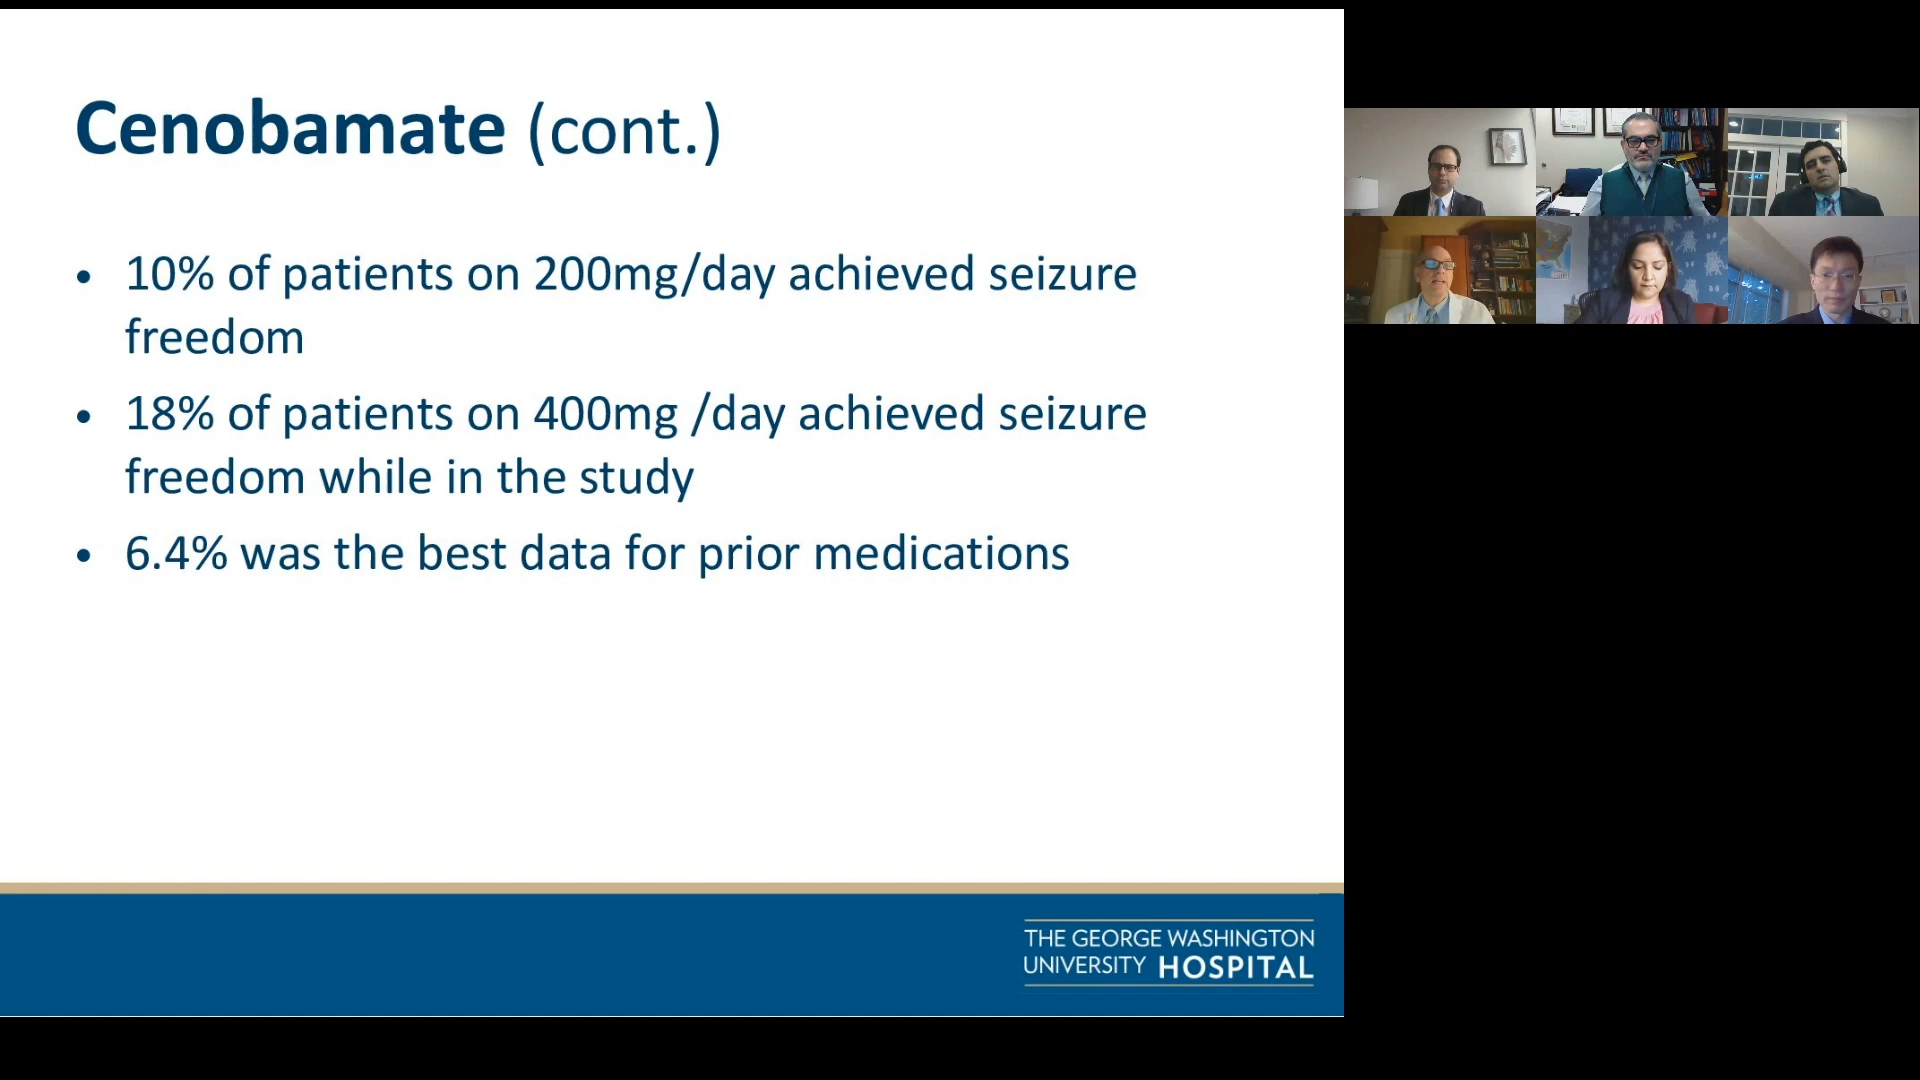 Cenobamate (cont.)
• 10% of patients on 200mg/day achieved seizure
freedom
• 18% of patients on 400mg /day achieved seizure
freedom while in the study
• 6.4% was the best data for prior medications
THE GEORGE WASHINGTON
UNIVERSITY HOSPITAL